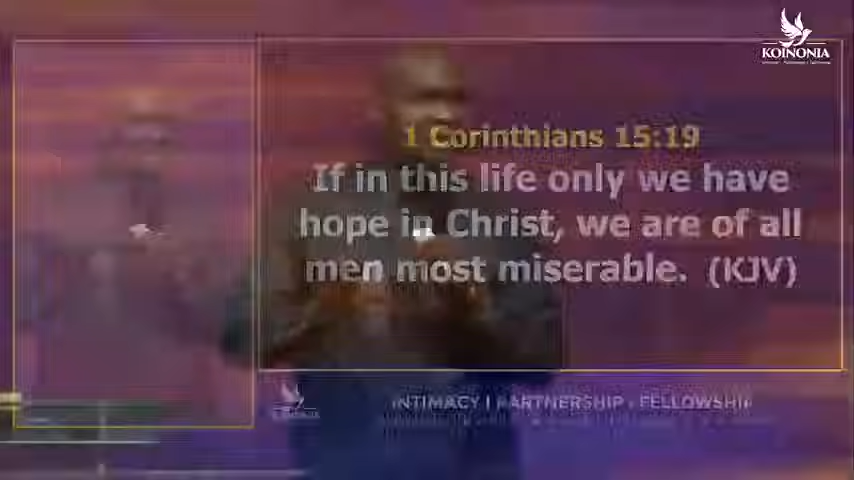 KOINONIA
1 Corinthians 15:19
If in this life only we have
hope in Christ, we are of all
men most miserable. (KJV)
KOINONIA
INTIMACY | PARTNERSHIP | FELLOWSHIP